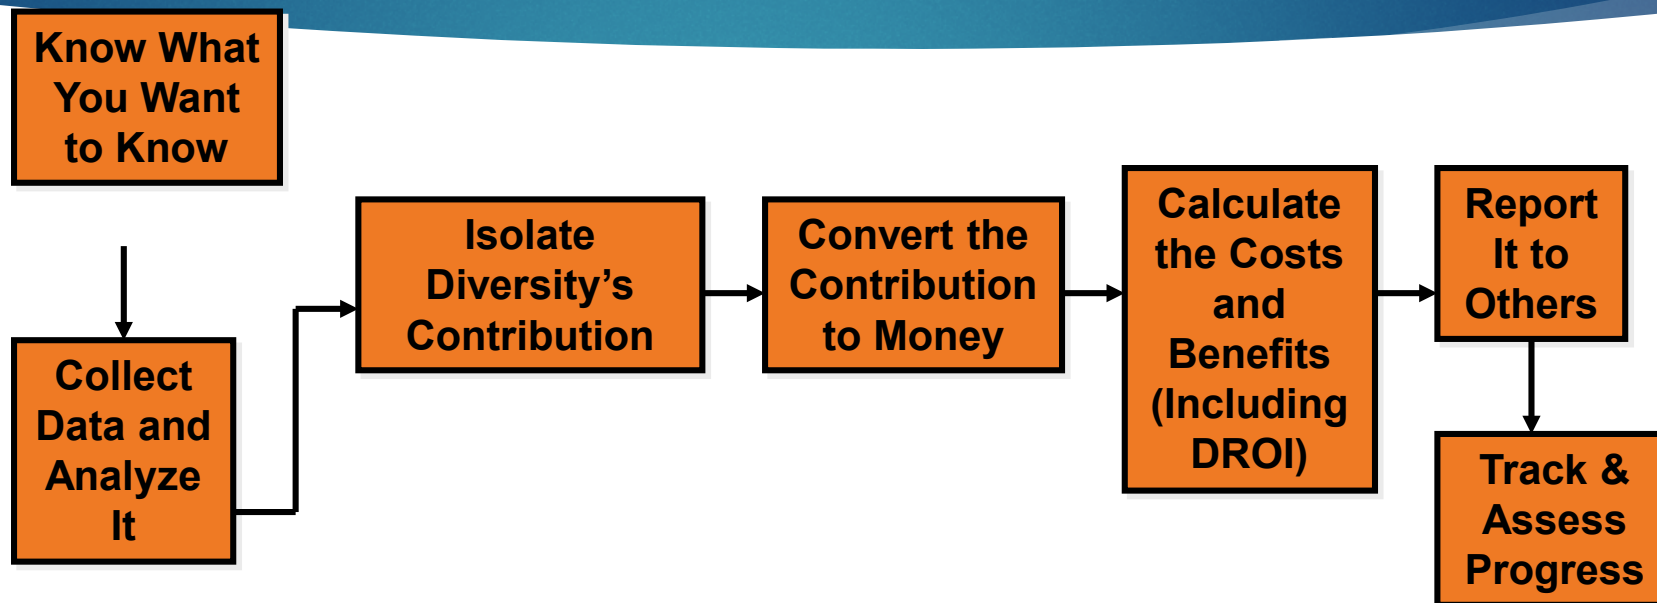 Know What
You Want
to Know
Collect
Data and
Analyze
It
Isolate
Diversity’s
Contribution
Convert the
Contribution
to Money
Calculate
the Costs
and
Benefits
(Including
DROI)
Report
It to
Others
Track &
Assess
Progress